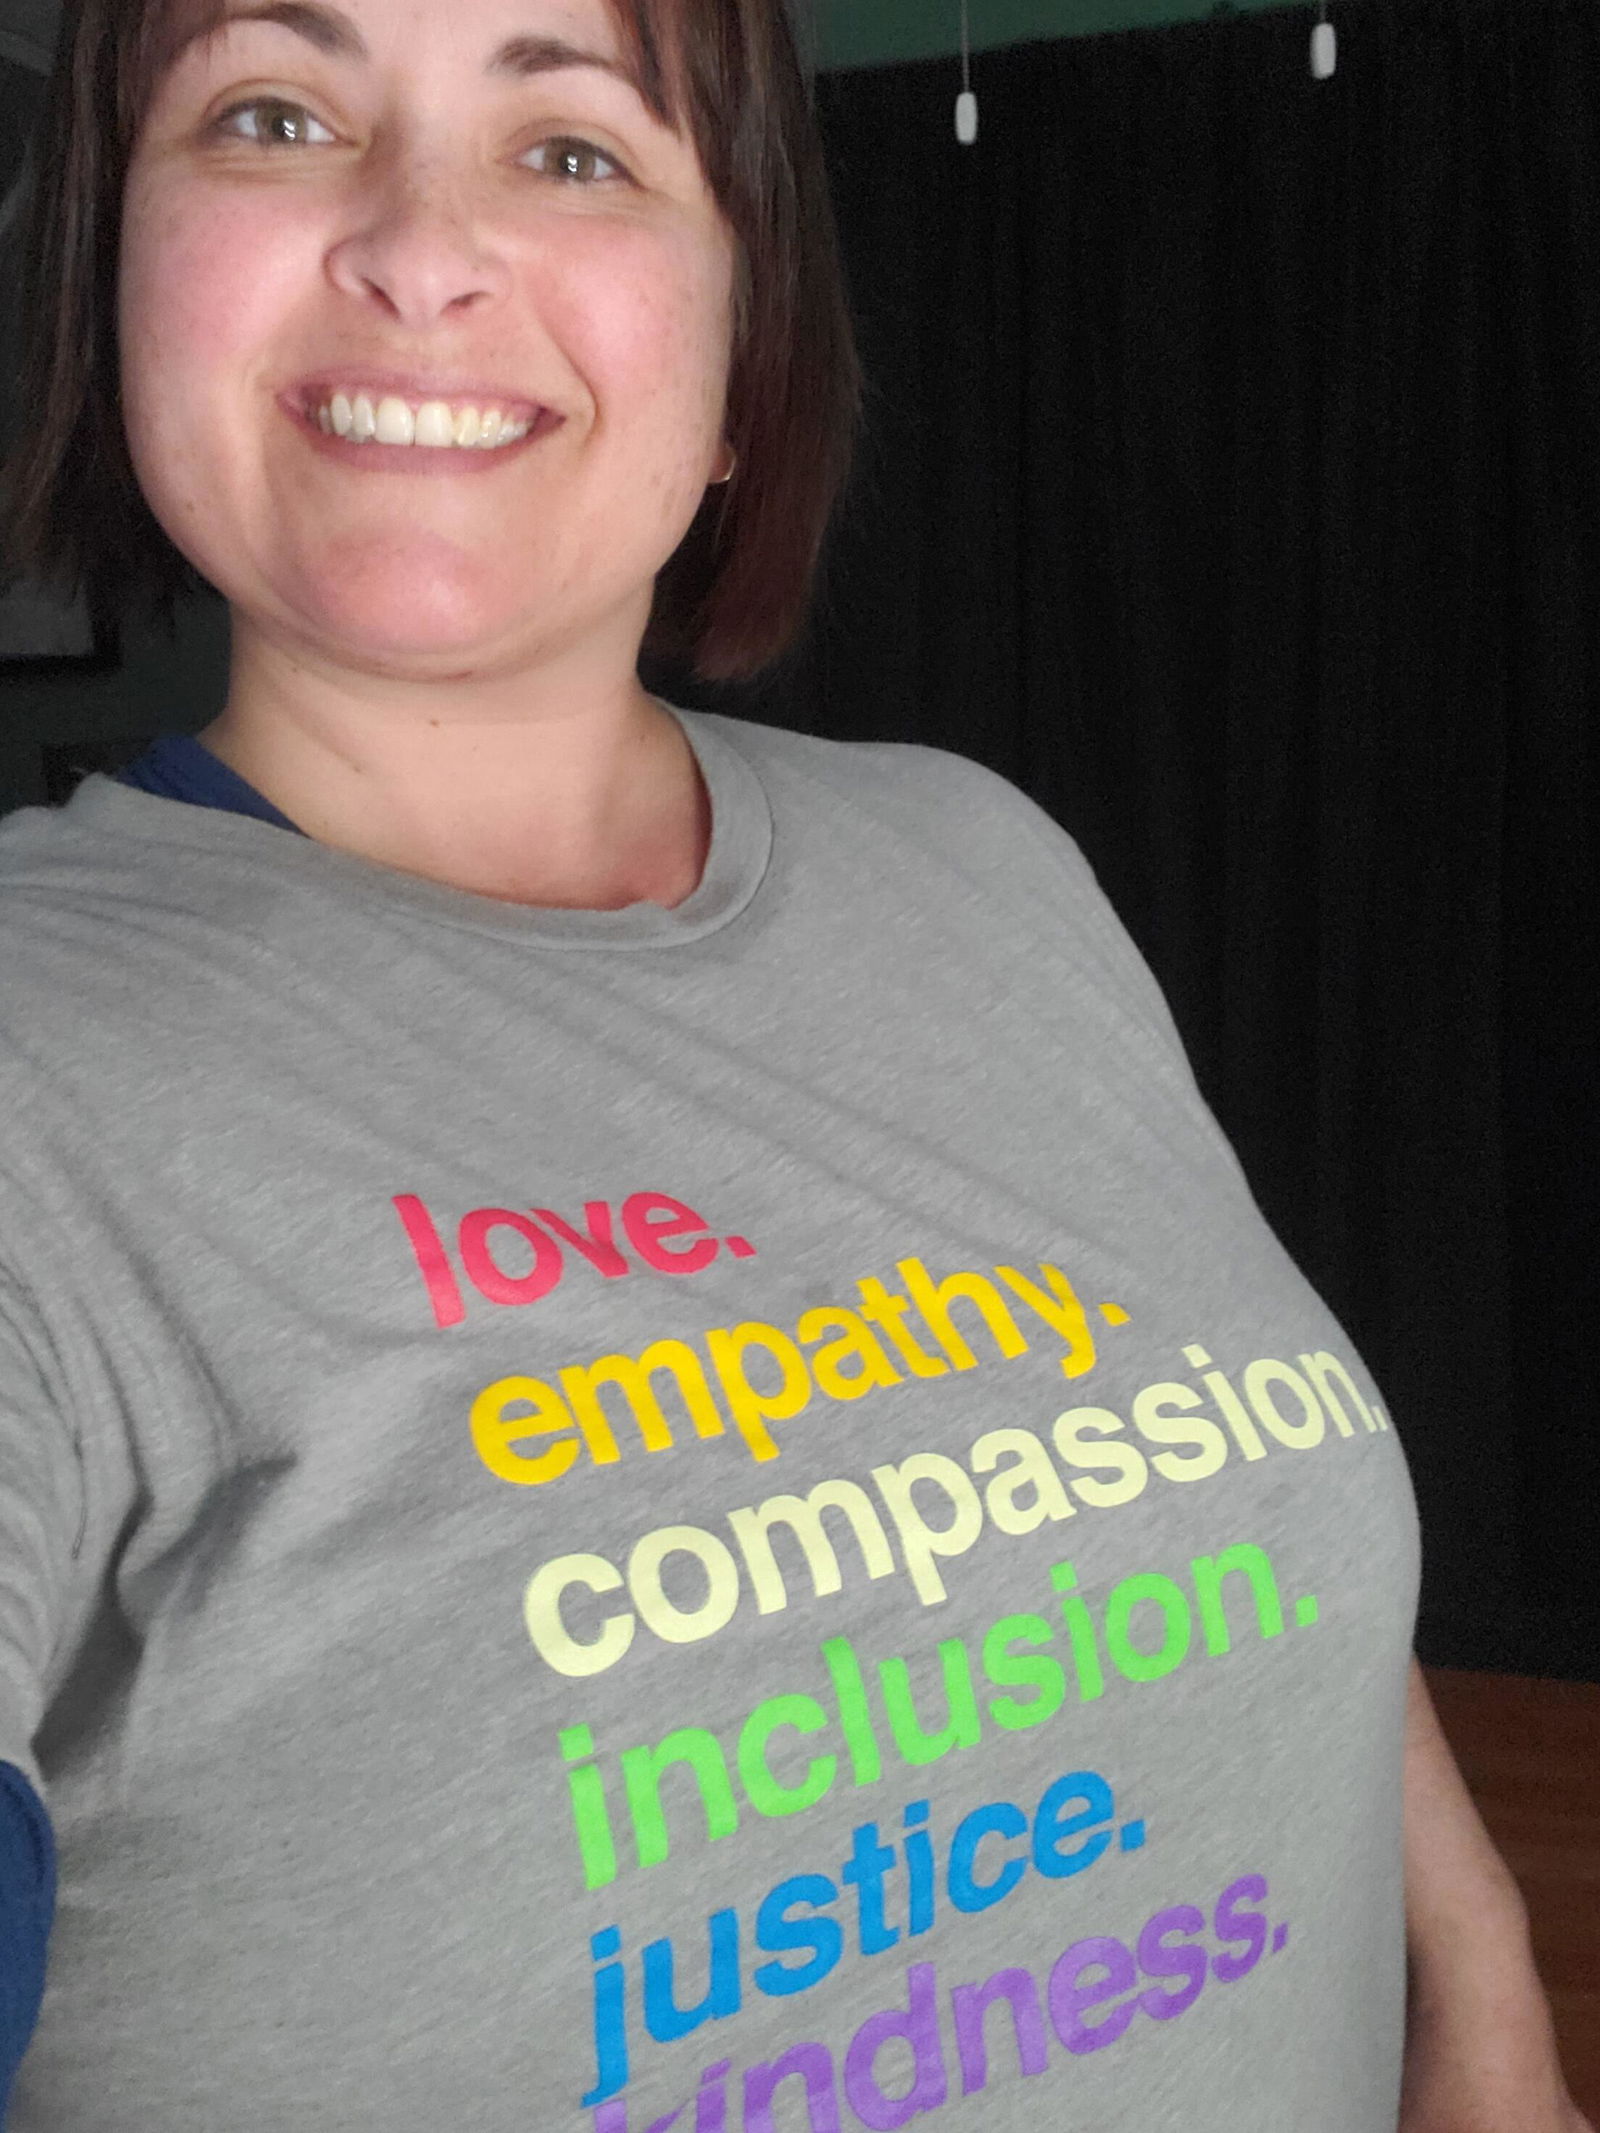 love.
empathy.
compassion.
inclusion.
justice.
kindness.